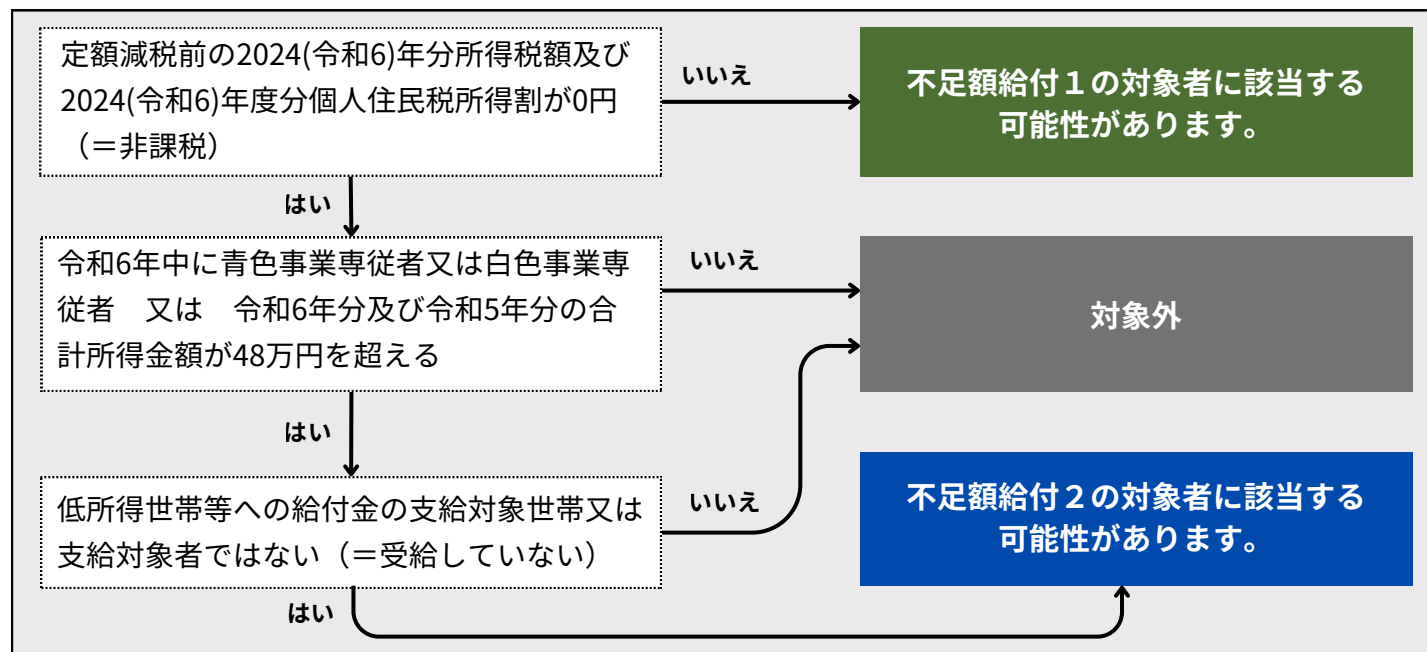 定額減税前の2024(令和6)年分所得税額及び
2024(令和6)年度分個人住民税所得割が0円
（＝非課税）
いいえ
不足額給付１の対象者に該当する
可能性があります。
はい
令和6年中に青色事業専従者又は白色事業専
従者　又は　令和6年分及び令和5年分の合
計所得金額が48万円を超える
いいえ
対象外
はい
低所得世帯等への給付金の支給対象世帯又は
支給対象者ではない（＝受給していない）
いいえ
不足額給付２の対象者に該当する
可能性があります。
はい